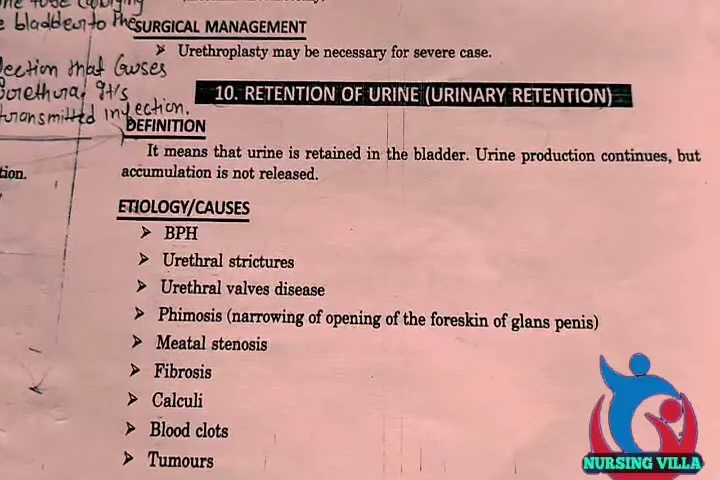 e bladder to the
SURGICAL MANAGEMENT
➢ Urethroplasty may be necessary for severe case.
ection that Causes
urethura. It/s
transmitted infection.
10. RETENTION OF URINE (URINARY RETENTION)
DEFINITION
It means that urine is retained in the bladder. Urine production continues, but
accumulation is not released.
tion.
ETIOLOGY/CAUSES
➢ BPH
➢ Urethral strictures
➢ Urethral valves disease
➢ Phimosis (narrowing of opening of the foreskin of glans penis)
➢ Meatal stenosis
➢ Fibrosis
➢ Calculi
➢ Blood clots
➢ Tumours
NURSING VILLA